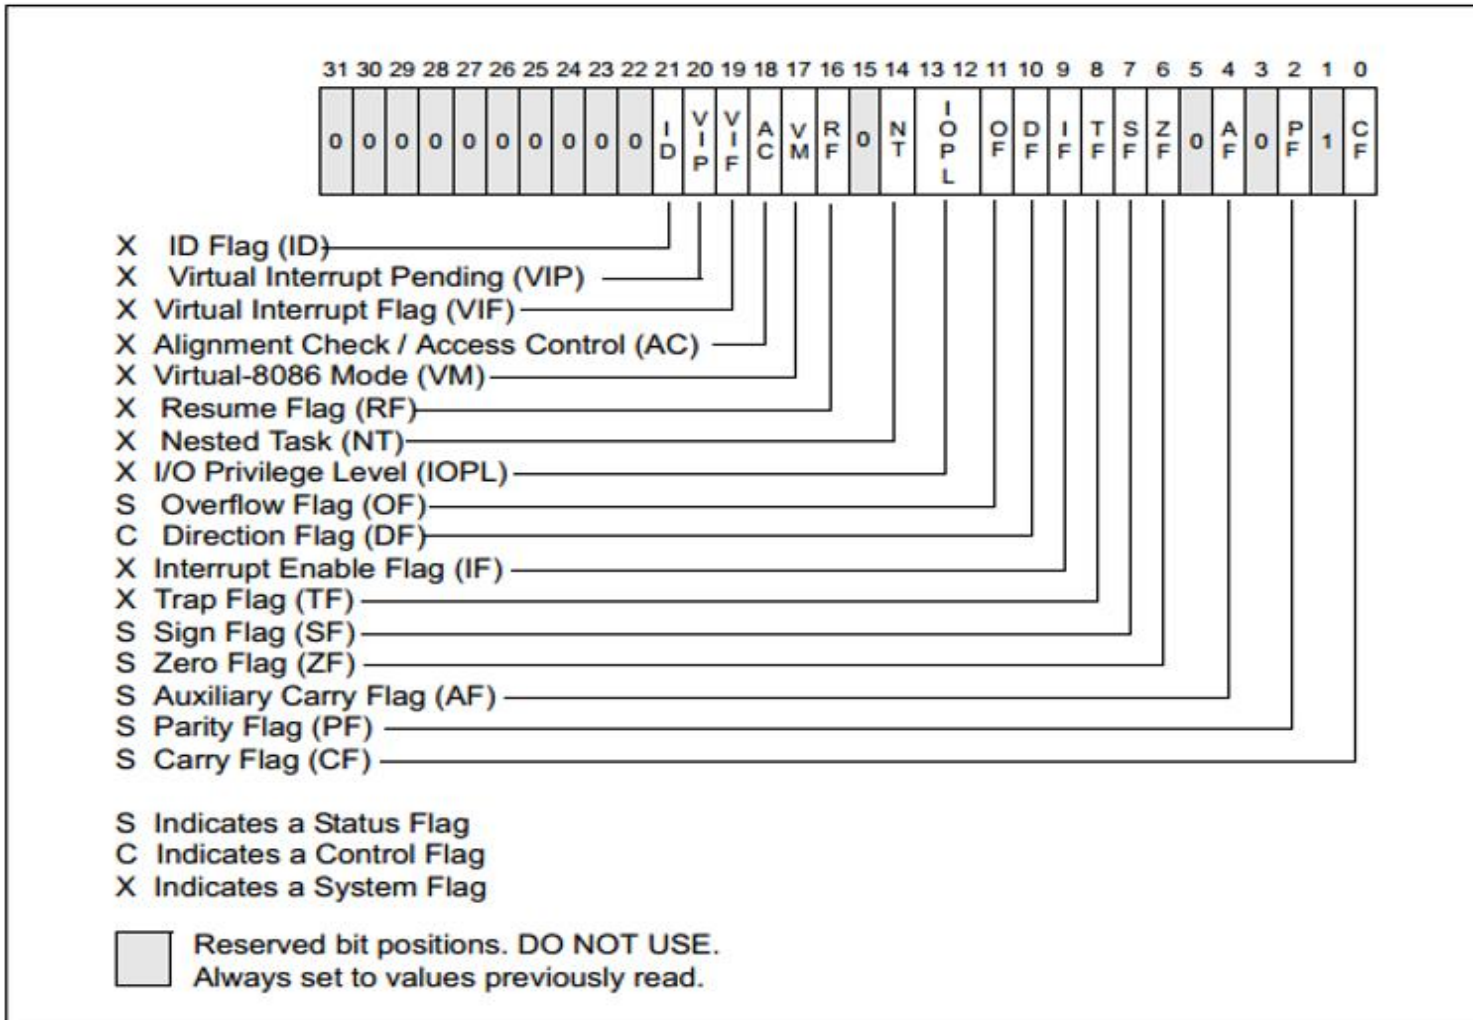 31 30 29 28 27 26 25 24 23 22 21 20 19 18 17 16 15 14 13 12 11 10 9 8 7 6 5 4 3 2 1 0
0 0 0 0 0 0 0 0 0 0 ID VIP VIF AC VM RF 0 NT IOPL OF DF IF TF SF ZF 0 AF 0 PF 1 CF
X ID Flag (ID)
X Virtual Interrupt Pending (VIP)
X Virtual Interrupt Flag (VIF)
X Alignment Check / Access Control (AC)
X Virtual-8086 Mode (VM)
X Resume Flag (RF)
X Nested Task (NT)
X I/O Privilege Level (IOPL)
S Overflow Flag (OF)
C Direction Flag (DF)
X Interrupt Enable Flag (IF)
X Trap Flag (TF)
S Sign Flag (SF)
S Zero Flag (ZF)
S Auxiliary Carry Flag (AF)
S Parity Flag (PF)
S Carry Flag (CF)
S Indicates a Status Flag
C Indicates a Control Flag
X Indicates a System Flag
Reserved bit positions. DO NOT USE.
Always set to values previously read.